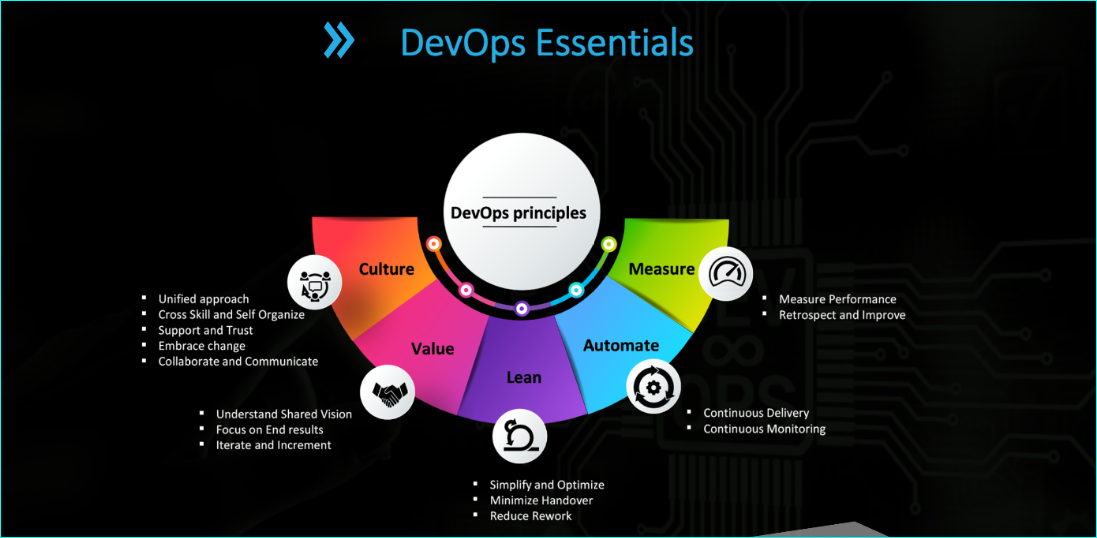 DevOps Essentials
DevOps principles
Culture
Unified approach
Cross Skill and Self Organize
Support and Trust
Embrace change
Collaborate and Communicate
Value
Understand Shared Vision
Focus on End results
Iterate and Increment
Lean
Simplify and Optimize
Minimize Handover
Reduce Rework
Automate
Continuous Delivery
Continuous Monitoring
Measure
Measure Performance
Retrospect and Improve
DEV
OPS